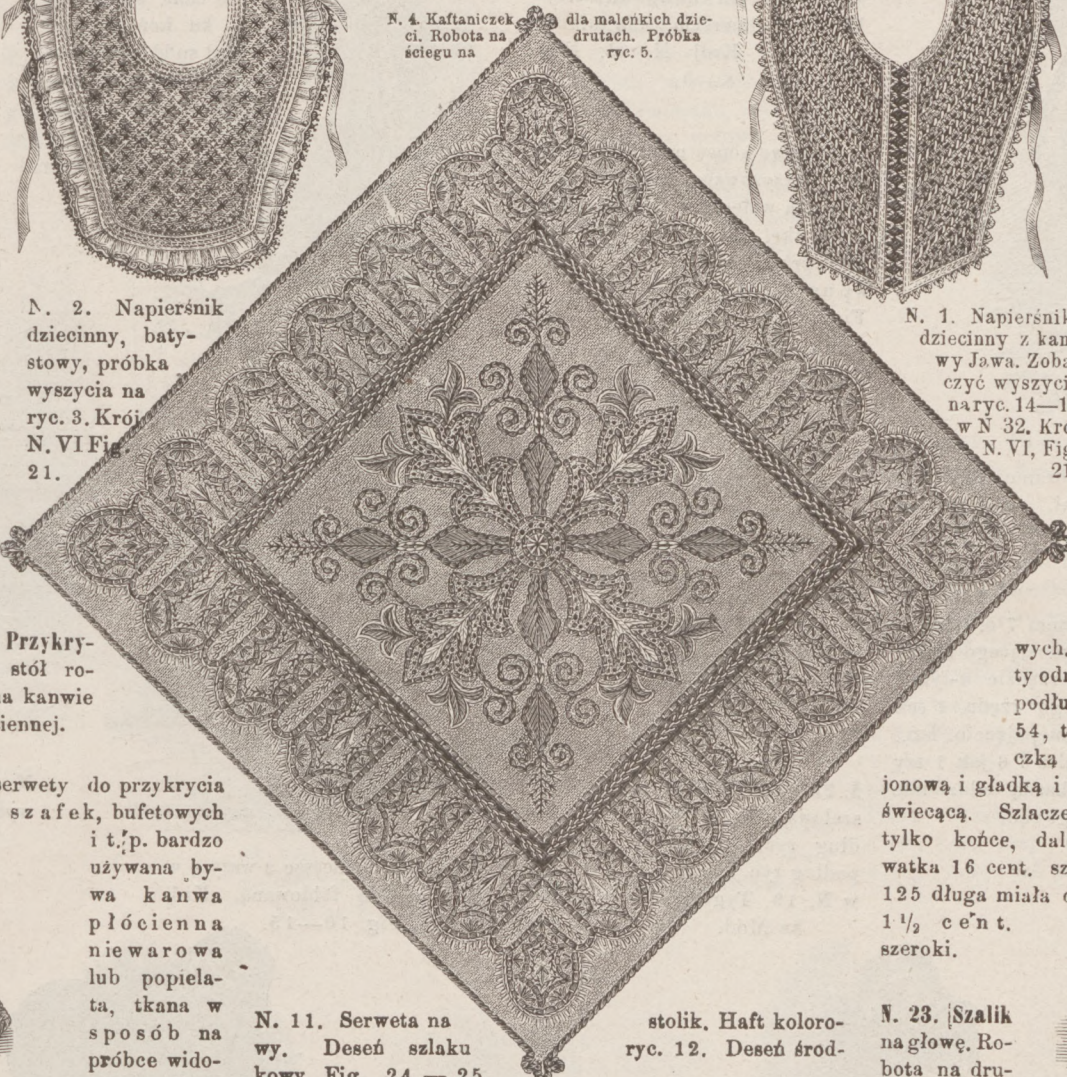 N. 4. Kaftaniczek dla maleńkich dzie-
ci. Robota na drutach. Próbka
ściegu na ryc. 5.
N. 2. Napierśnik
dziecinny, baty-
stowy, próbka
wyszycia na
ryc. 3. Krój
N. VI Fig.
21.
N. 1. Napierśnik
dziecinny z kan
wy Jawa. Zoba
czyć wyszyci
na ryc. 14—1
w N 32. Kró
N. VI, Fig
21
Przykry-
stół ro-
na kanwie
iennej.
serwety do przykrycia
szafek, bufetowych
i t. p. bardzo
używana by-
wa kanwa
płócienna
niewarowa
lub popiela-
ta, tkana w
sposób na
próbce wido-
wych.
ty odr
podłu
54, t
czką
jonową i gładką i
świecącą. Szlacze
tylko końce, dal
watka 16 cent. sz
125 długa miała
1 1/2 cent.
szeroki.
N. 11. Serweta na stolik. Haft koloro-
wy. Deseń szlaku ryc. 12. Deseń środ-
kowy Fig. 24 — 25
N. 23. Szalik
na głowę. Ro-
bota na dru-